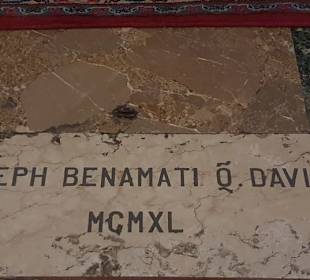 EPH BENAMATI Q̃. DAVI
MCMXL